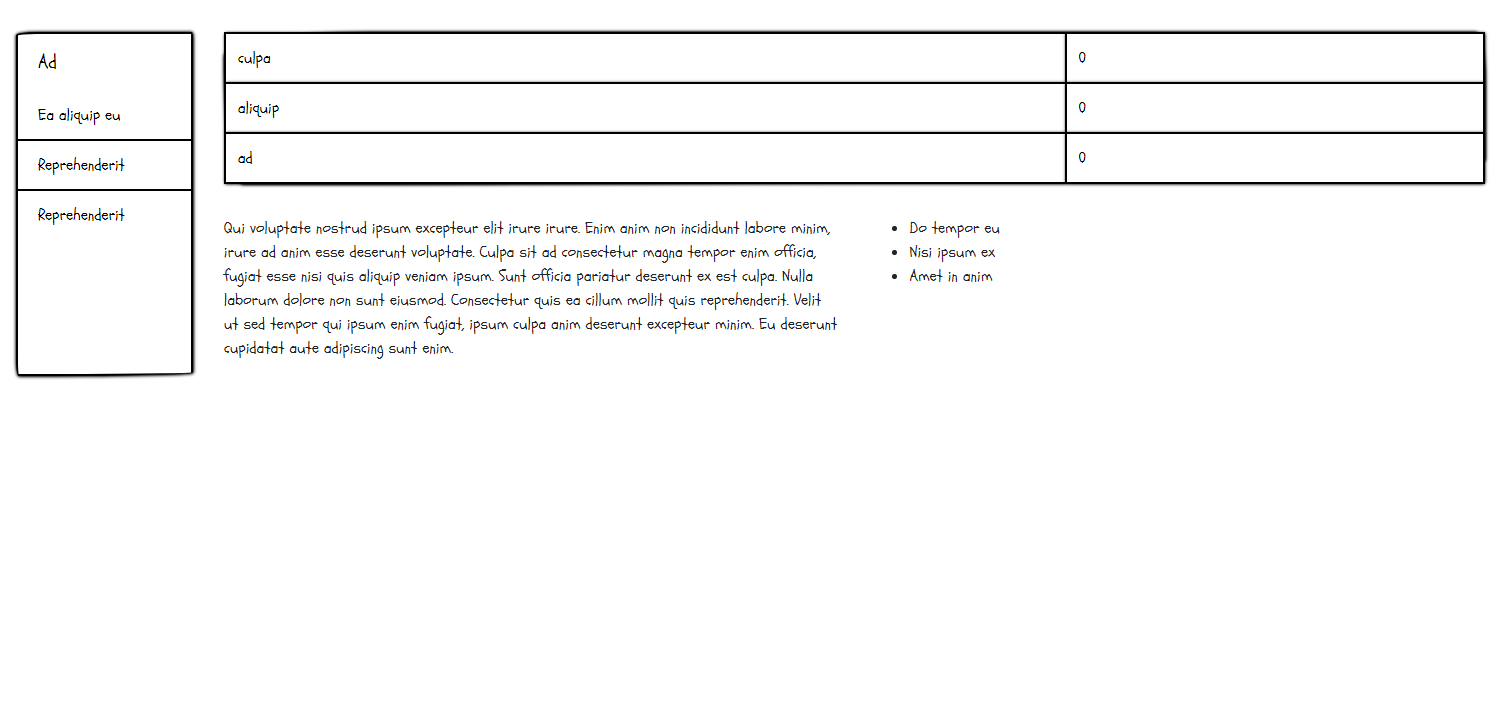 Ad
Ea aliquip eu
Reprehenderit
Reprehenderit
culpa 0
aliquip 0
ad 0
Qui voluptate nostrud ipsum excepteur elit irure irure. Enim anim non incididunt labore minim,
irure ad anim esse deserunt voluptate. Culpa sit ad consectetur magna tempor enim officia,
fugiat esse nisi quis aliquip veniam ipsum. Sunt officia pariatur deserunt ex est culpa. Nulla
laborum dolore non sunt eiusmod. Consectetur quis ea cillum mollit quis reprehenderit. Velit
ut sed tempor qui ipsum enim fugiat, ipsum culpa anim deserunt excepteur minim. Eu deserunt
cupidatat aute adipiscing sunt enim.
Do tempor eu
Nisi ipsum ex
Amet in anim